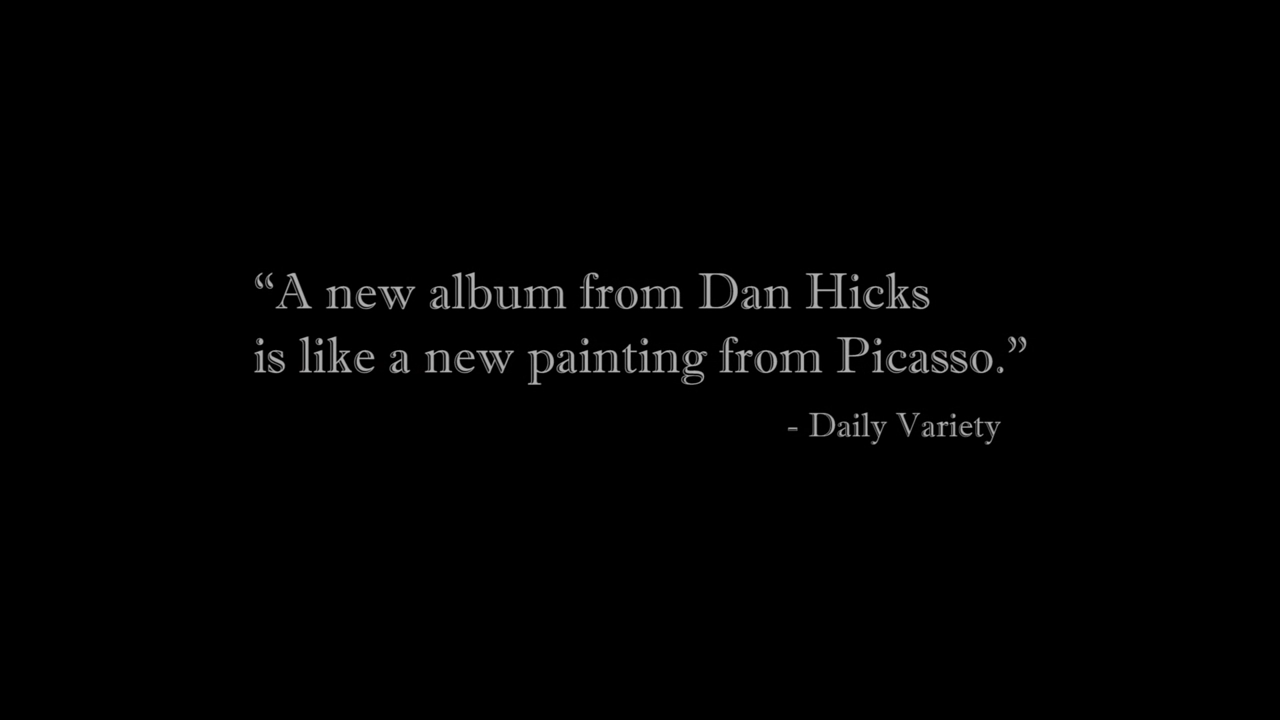 “A new album from Dan Hicks
is like a new painting from Picasso.”
- Daily Variety